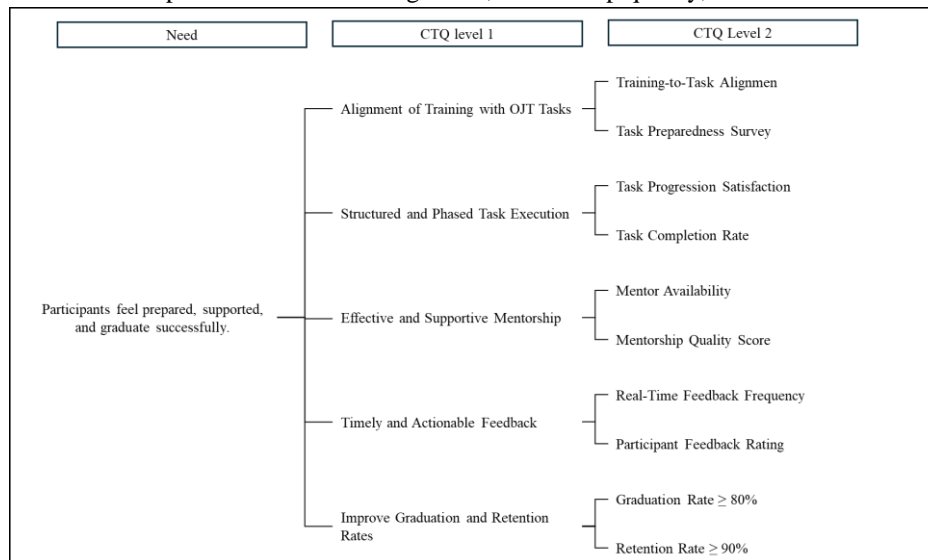 Need
CTQ level 1
CTQ Level 2
Alignment of Training with OJT Tasks
Training-to-Task Alignmen
Task Preparedness Survey
Structured and Phased Task Execution
Task Progression Satisfaction
Task Completion Rate
Participants feel prepared, supported,
and graduate successfully.
Effective and Supportive Mentorship
Mentor Availability
Mentorship Quality Score
Timely and Actionable Feedback
Real-Time Feedback Frequency
Participant Feedback Rating
Improve Graduation and Retention
Rates
Graduation Rate ≥ 80%
Retention Rate ≥ 90%